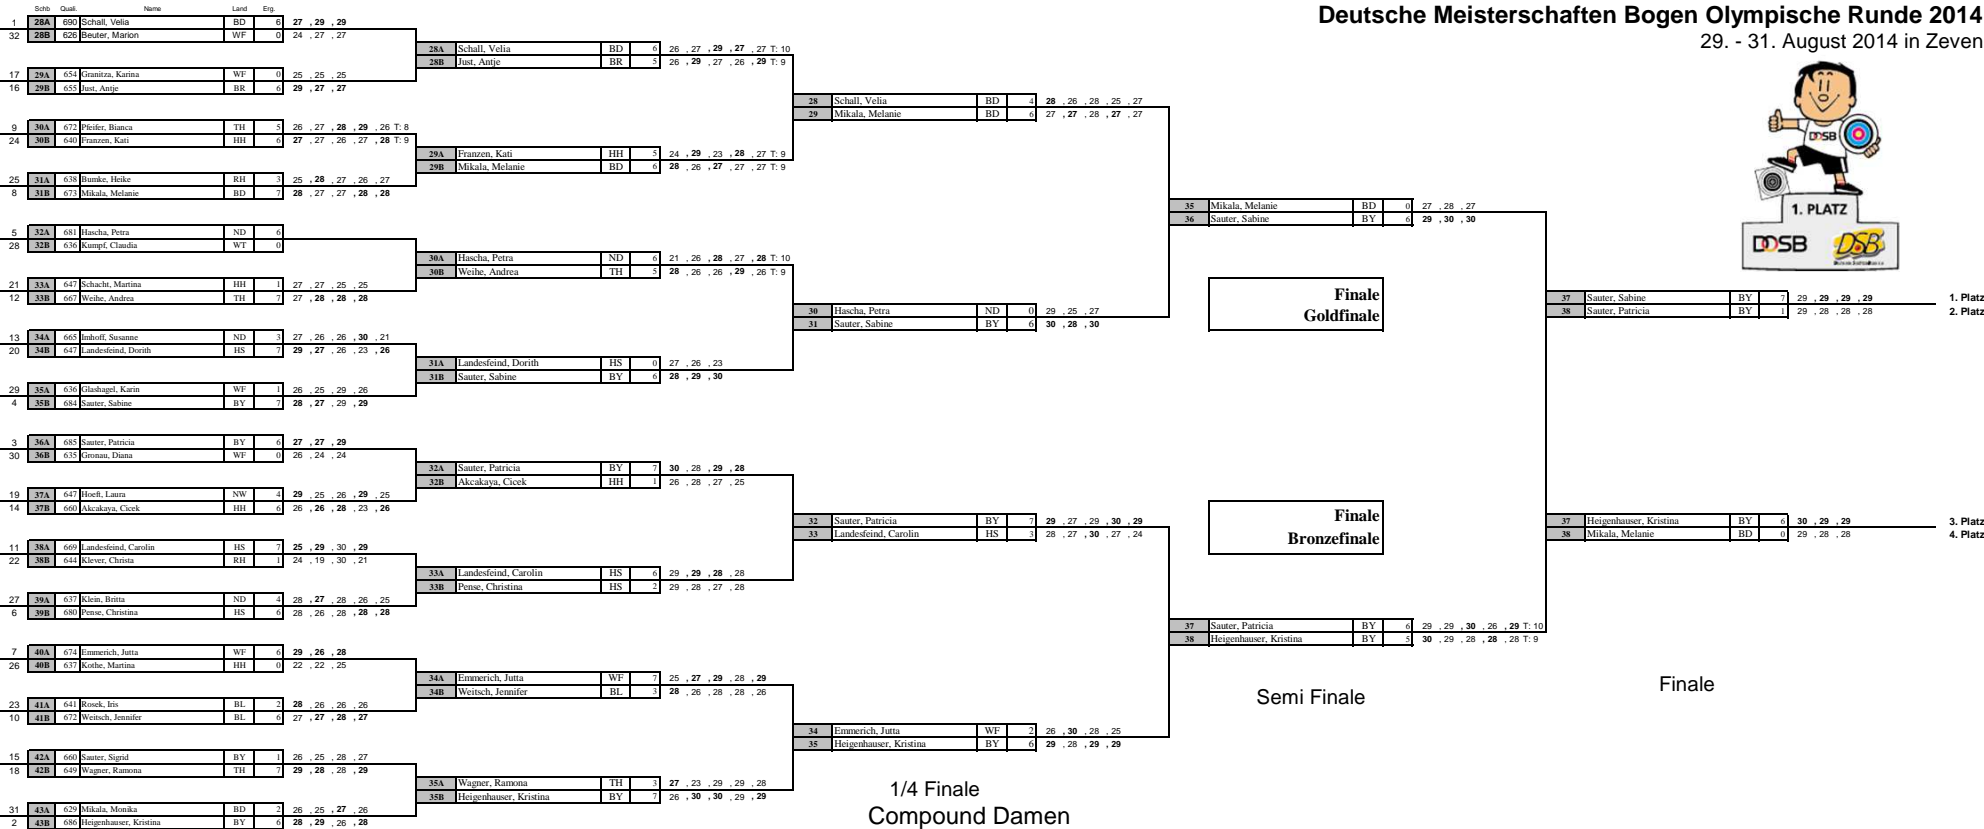 Deutsche Meisterschaften Bogen Olympische Runde 2014
29. - 31. August 2014 in Zeven
Schb Quali. Name Land Erg.
1 28A 690 Schall, Velia BD 6 27 , 29 , 29
32 28B 626 Beuter, Marion WF 0 24 , 27 , 27
17 29A 654 Granitza, Karina WF 0 25 , 25 , 25
16 29B 655 Just, Antje BR 6 29 , 27 , 27
9 30A 672 Pfeifer, Bianca TH 5 26 , 27 , 28 , 29 , 26 T: 8
24 30B 640 Franzen, Kati HH 6 27 , 27 , 26 , 27 , 28 T: 9
25 31A 638 Bumke, Heike RH 3 25 , 28 , 27 , 26 , 27
8 31B 673 Mikala, Melanie BD 7 28 , 27 , 27 , 28 , 28
5 32A 681 Hascha, Petra ND 6
28 32B 636 Kumpf, Claudia WT 0
21 33A 647 Schacht, Martina HH 1 27 , 27 , 25 , 25
12 33B 667 Weihe, Andrea TH 7 27 , 28 , 28 , 28
13 34A 665 Imhoff, Susanne ND 3 27 , 26 , 26 , 30 , 21
20 34B 647 Landesfeind, Dorith HS 7 29 , 27 , 26 , 23 , 26
29 35A 636 Glashagel, Karin WF 1 26 , 25 , 29 , 26
4 35B 684 Sauter, Sabine BY 7 28 , 27 , 29 , 29
3 36A 685 Sauter, Patricia BY 6 27 , 27 , 29
30 36B 635 Gronau, Diana WF 0 26 , 24 , 24
19 37A 647 Hoeft, Laura NW 4 29 , 25 , 26 , 29 , 25
14 37B 660 Akcakaya, Cicek HH 6 26 , 26 , 28 , 23 , 26
11 38A 669 Landesfeind, Carolin HS 7 25 , 29 , 30 , 29
22 38B 644 Klever, Christa RH 1 24 , 19 , 30 , 21
27 39A 637 Klein, Britta ND 4 28 , 27 , 28 , 26 , 25
6 39B 680 Pense, Christina HS 6 28 , 26 , 28 , 28 , 28
7 40A 674 Emmerich, Jutta WF 6 29 , 26 , 28
26 40B 637 Kothe, Martina HH 0 22 , 22 , 25
23 41A 641 Rosek, Iris BL 2 28 , 26 , 26 , 26
10 41B 672 Weitsch, Jennifer BL 6 27 , 27 , 28 , 27
15 42A 660 Sauter, Sigrid BY 1 26 , 25 , 28 , 27
18 42B 649 Wagner, Ramona TH 7 29 , 28 , 28 , 29
31 43A 629 Mikala, Monika BD 2 26 , 25 , 27 , 26
2 43B 686 Heigenhauser, Kristina BY 6 28 , 29 , 26 , 28
28A Schall, Velia BD 6 26 , 27 , 29 , 27 , 27 T: 10
28B Just, Antje BR 5 26 , 29 , 27 , 26 , 29 T: 9
29A Franzen, Kati HH 5 24 , 29 , 23 , 28 , 27 T: 9
29B Mikala, Melanie BD 6 28 , 26 , 27 , 27 , 27 T: 9
30A Hascha, Petra ND 6 21 , 26 , 28 , 27 , 28 T: 10
30B Weihe, Andrea TH 5 28 , 26 , 26 , 29 , 26 T: 9
31A Landesfeind, Dorith HS 0 27 , 26 , 23
31B Sauter, Sabine BY 6 28 , 29 , 30
32A Sauter, Patricia BY 7 30 , 28 , 29 , 28
32B Akcakaya, Cicek HH 1 26 , 28 , 27 , 25
33A Landesfeind, Carolin HS 6 29 , 29 , 28 , 28
33B Pense, Christina HS 2 29 , 28 , 27 , 28
34A Emmerich, Jutta WF 7 25 , 27 , 29 , 28 , 29
34B Weitsch, Jennifer BL 3 28 , 26 , 28 , 28 , 26
35A Wagner, Ramona TH 3 27 , 23 , 29 , 29 , 28
35B Heigenhauser, Kristina BY 7 26 , 30 , 30 , 29 , 29
28 Schall, Velia BD 4 28 , 26 , 28 , 25 , 27
29 Mikala, Melanie BD 6 27 , 27 , 28 , 27 , 27
30 Hascha, Petra ND 0 29 , 25 , 27
31 Sauter, Sabine BY 6 30 , 28 , 30
32 Sauter, Patricia BY 7 29 , 27 , 29 , 30 , 29
33 Landesfeind, Carolin HS 3 28 , 27 , 30 , 27 , 24
34 Emmerich, Jutta WF 2 26 , 30 , 28 , 25
35 Heigenhauser, Kristina BY 6 29 , 28 , 29 , 29
1/4 Finale
Compound Damen
35 Mikala, Melanie BD 0 27 , 28 , 27
36 Sauter, Sabine BY 6 29 , 30 , 30
Finale
Goldfinale
Finale
Bronzefinale
37 Sauter, Patricia BY 6 29 , 29 , 30 , 26 , 29 T: 10
38 Heigenhauser, Kristina BY 5 30 , 29 , 28 , 28 , 28 T: 9
Semi Finale
DOSB
1. PLATZ
DOSB DSB
37 Sauter, Sabine BY 7 29 , 29 , 29 , 29 1. Platz
38 Sauter, Patricia BY 1 29 , 28 , 28 , 28 2. Platz
37 Heigenhauser, Kristina BY 6 30 , 29 , 29 3. Platz
38 Mikala, Melanie BD 0 29 , 28 , 28 4. Platz
Finale